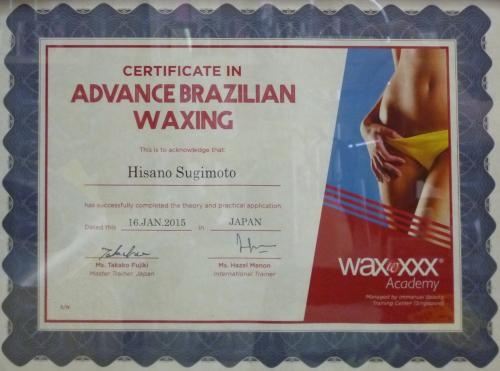 CERTIFICATE IN
ADVANCE BRAZILIAN
WAXING
This is to acknowledge that:
Hisano Sugimoto
has successfully completed the theory and practical application.
Dated this 16.JAN.2015 in JAPAN
Ms. Takako Fujiki
Master Trainer, Japan
Ms. Hazel Menon
International Trainer
WAX in XXX®
Academy
Managed by Immanuel Beauty
Training Center (Singapore)